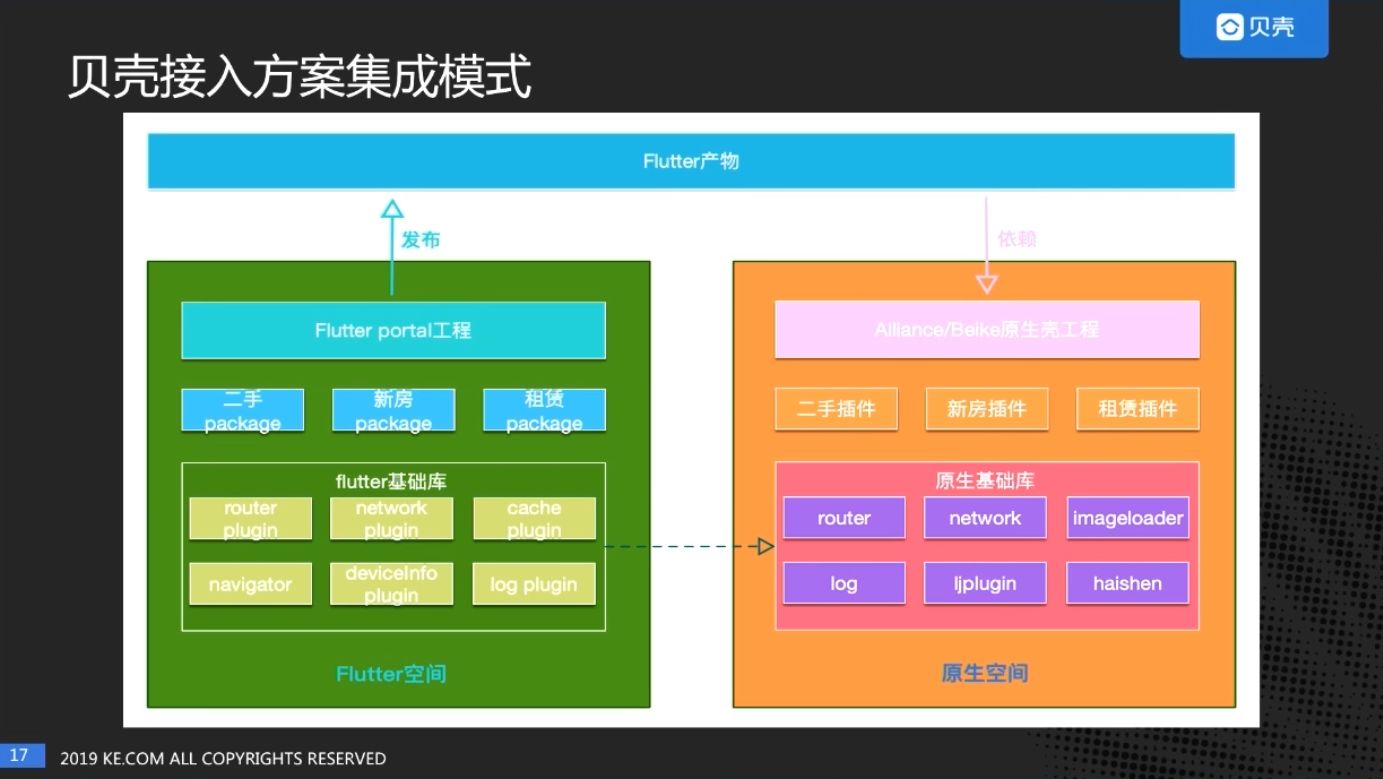 贝壳
贝壳接入方案集成模式
Flutter产物
发布
依赖
Flutter portal工程
二手
package
新房
package
租赁
package
flutter基础库
router
plugin
network
plugin
cache
plugin
navigator
deviceInfo
plugin
log plugin
Flutter空间
Alliance/Beike原生壳工程
二手插件
新房插件
租赁插件
原生基础库
router
network
imageloader
log
ljplugin
haishen
原生空间
17
2019 KE.COM ALL COPYRIGHTS RESERVED